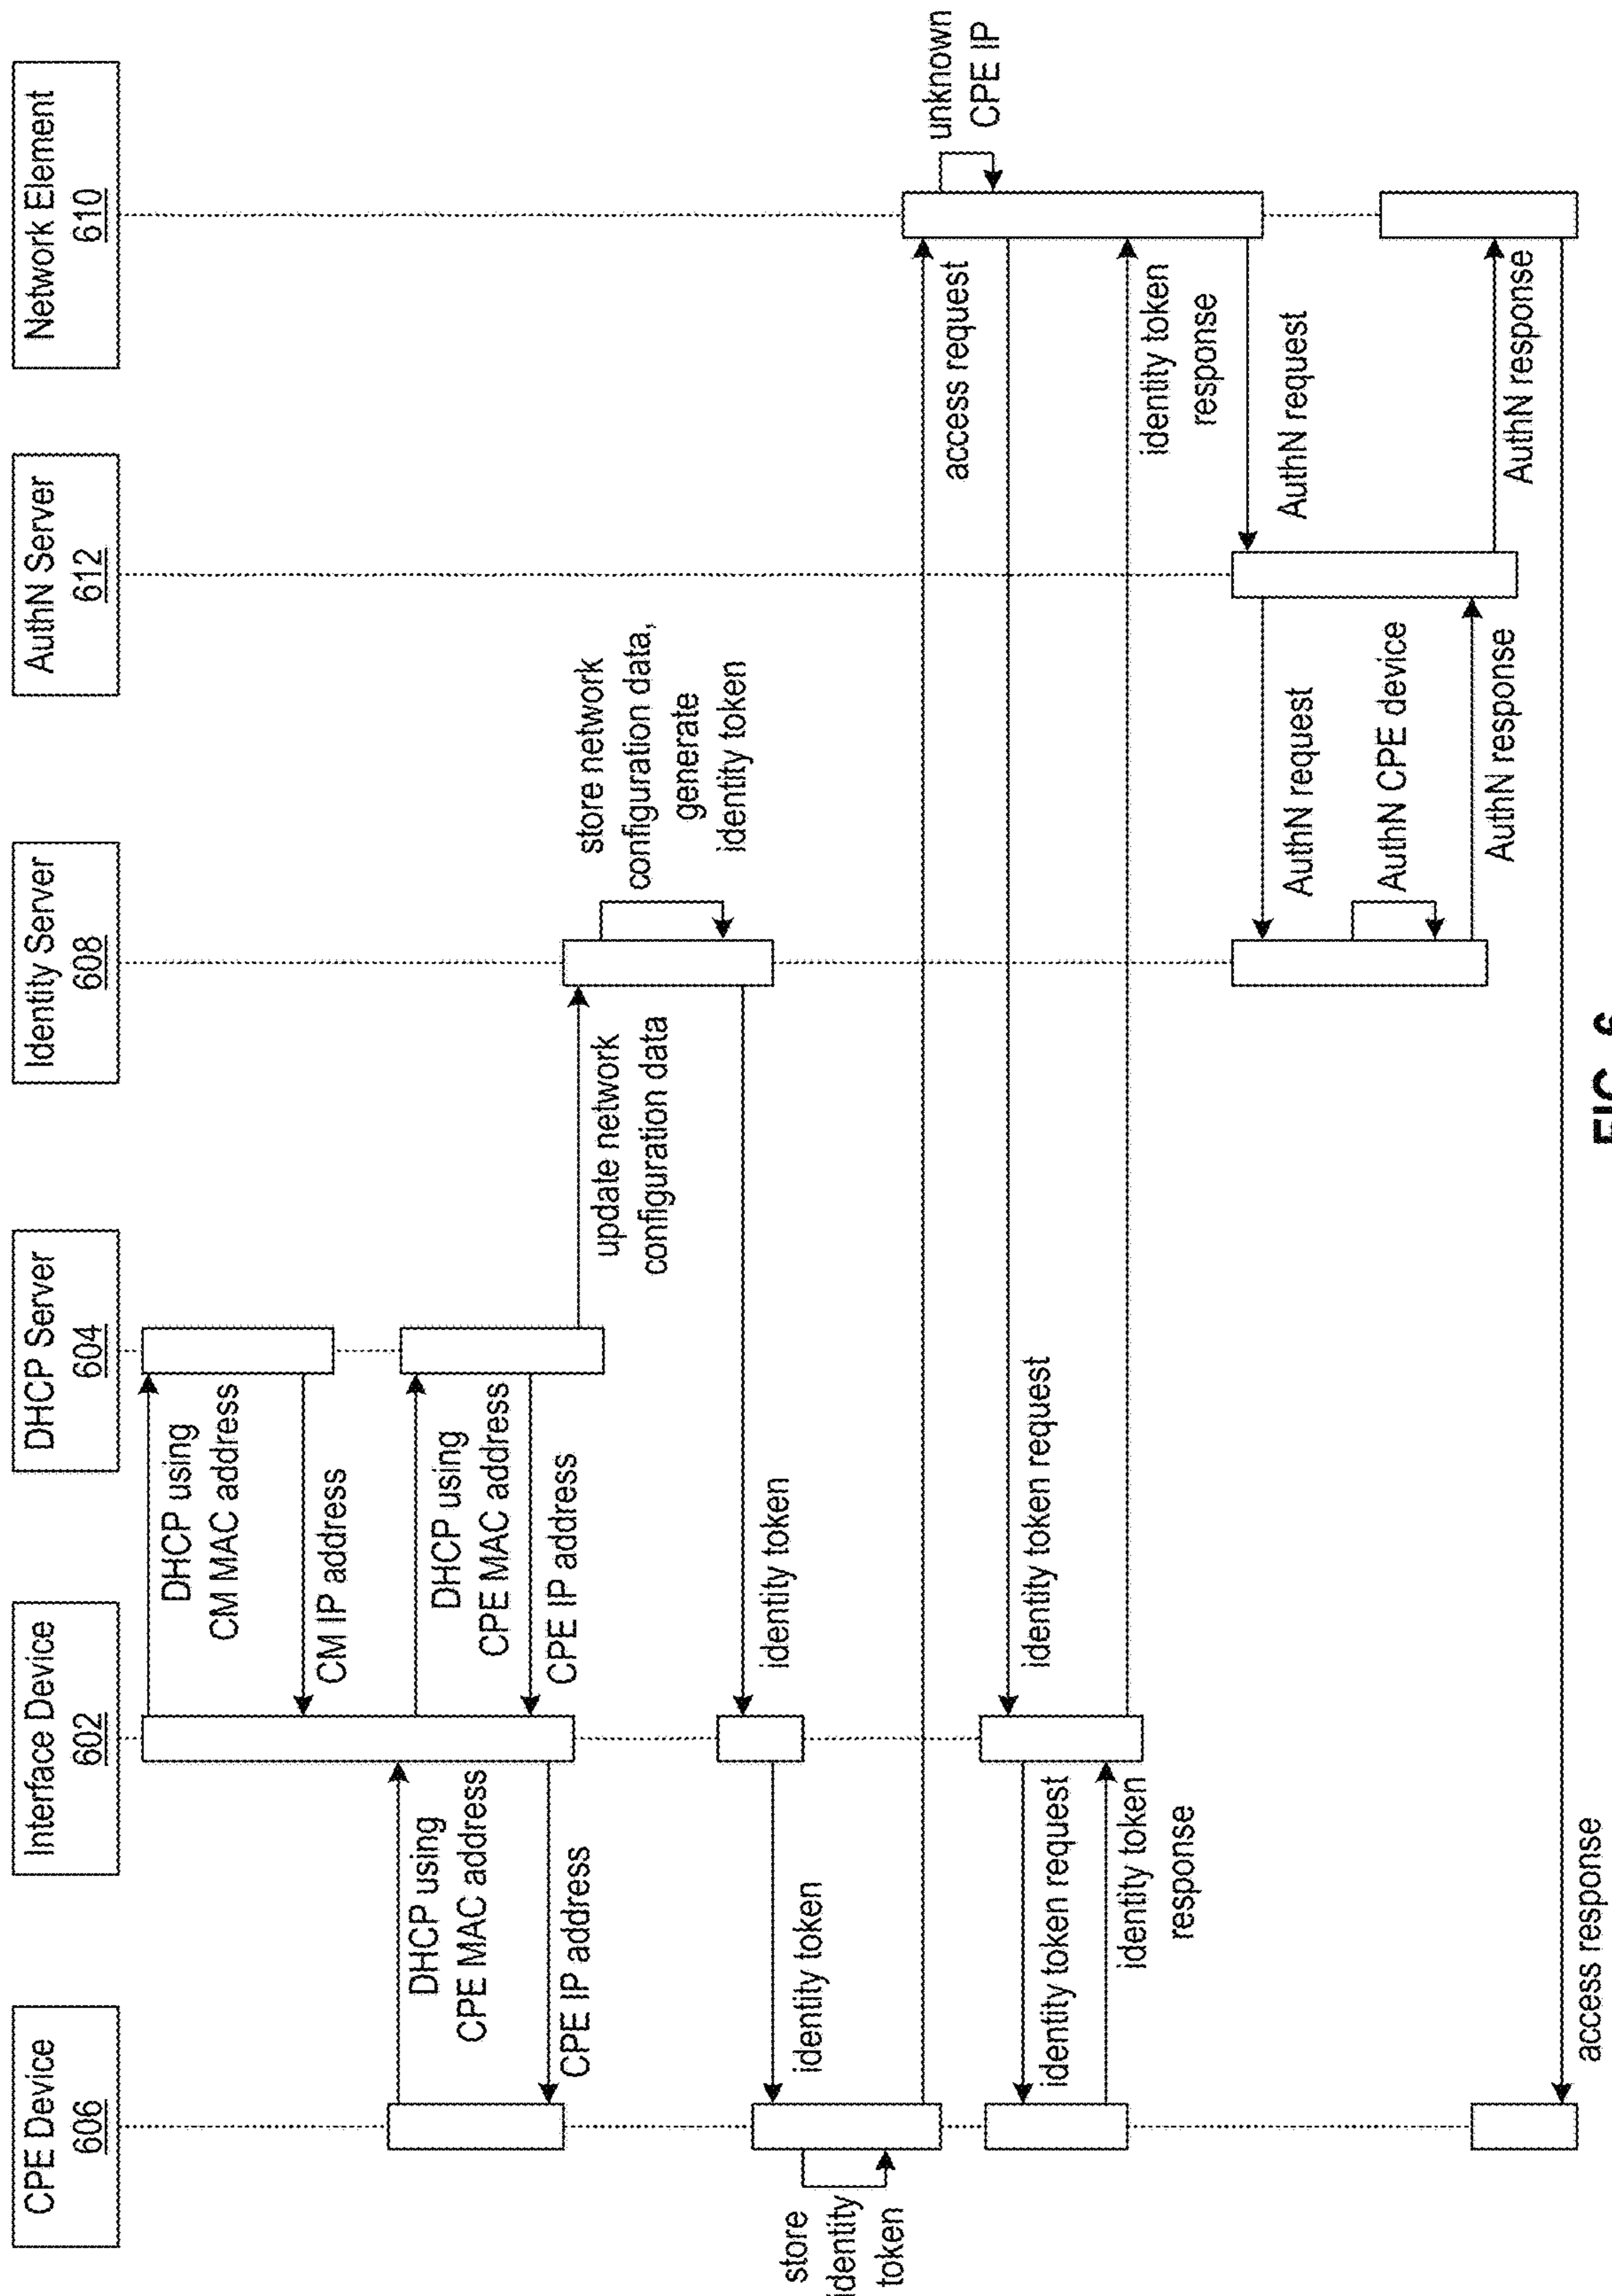 CPE Device
606
Interface Device
602
DHCP Server
604
Identity Server
608
AuthN Server
612
Network Element
610
DHCP using
CM MAC address
CM IP address
DHCP using
CPE MAC address
DHCP using
CPE MAC address
CPE IP address
CPE IP address
update network
configuration data
store network
configuration data,
generate
identity token
identity token
identity token
store
identity
token
access request
unknown
CPE IP
identity token request
identity token request
identity token
response
identity token
response
AuthN request
AuthN request
AuthN CPE device
AuthN response
AuthN response
access response
FIG. 6